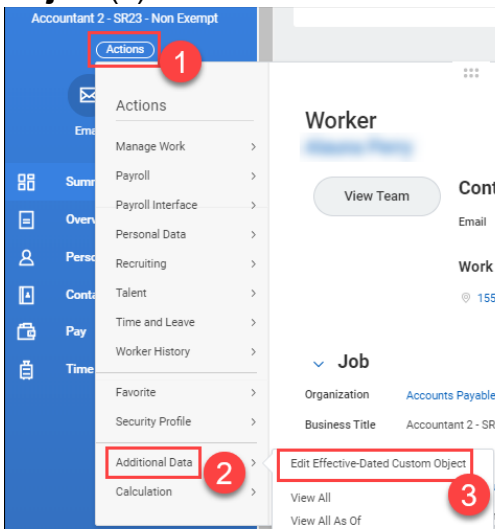 Accountant 2 - SR23 - Non Exempt
Actions
1
Actions
Manage Work
Payroll
Payroll Interface
Personal Data
Recruiting
Talent
Time and Leave
Worker History
Favorite
Security Profile
Additional Data
2
Calculation
Ema
Summ
Overv
Perso
Conta
Pay
Time
Worker
View Team
Cont
Email
Work
155
Job
Organization Accounts Payable
Business Title Accountant 2 - SR
Edit Effective-Dated Custom Object
3
View All
View All As Of